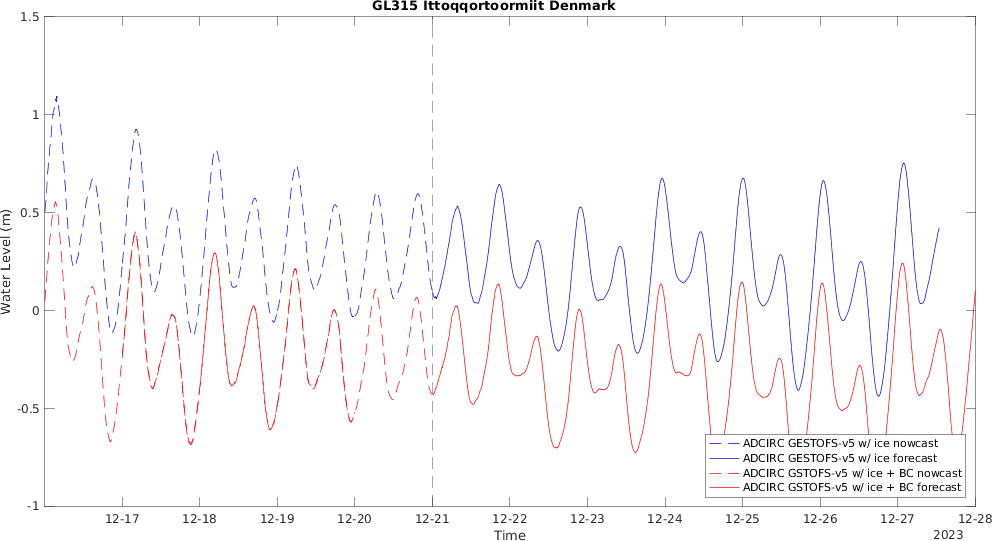 GL315 Ittoqqortoormiit Denmark
1.5
1
0.5
0
-0.5
-1
Water Level (m)
12-17 12-18 12-19 12-20 12-21 12-22 12-23 12-24 12-25 12-26 12-27 12-28
Time
2023
ADCIRC GESTOFS-v5 w/ ice nowcast
ADCIRC GESTOFS-v5 w/ ice forecast
ADCIRC GSTOFS-v5 w/ ice + BC nowcast
ADCIRC GSTOFS-v5 w/ ice + BC forecast